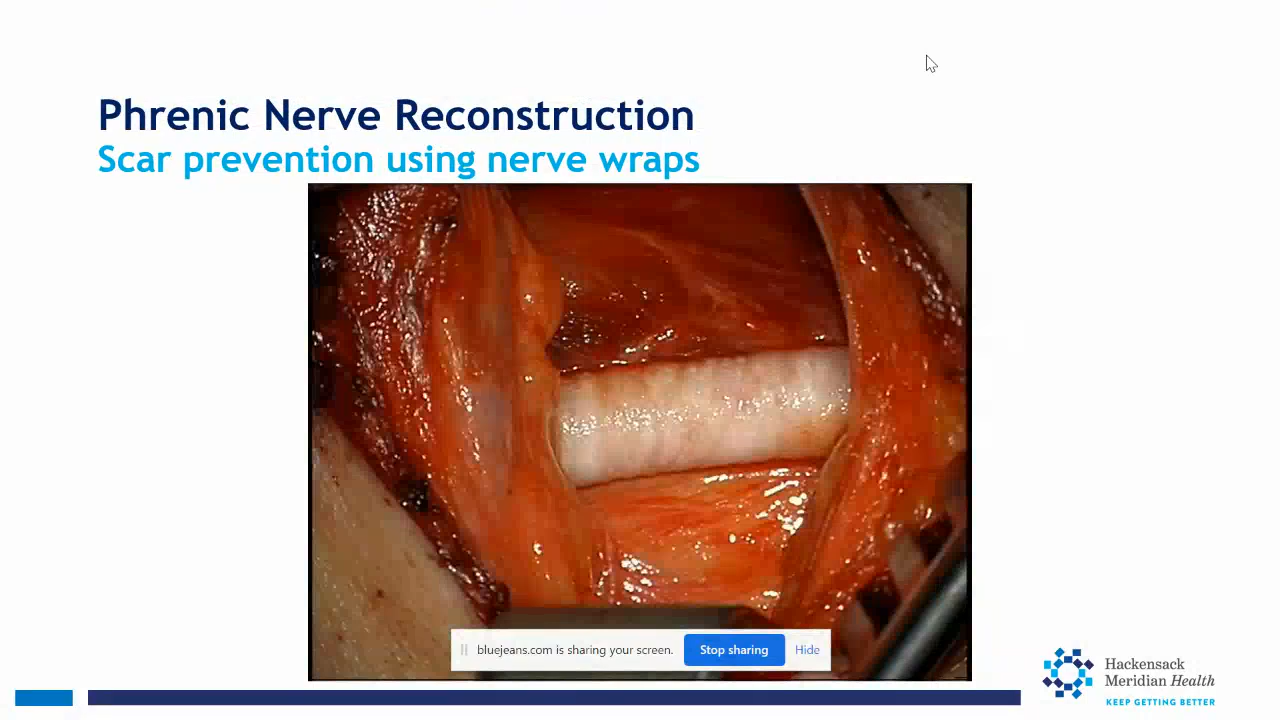 Phrenic Nerve Reconstruction
Scar prevention using nerve wraps
bluejeans.com is sharing your screen. Stop sharing Hide
Hackensack
Meridian Health
KEEP GETTING BETTER